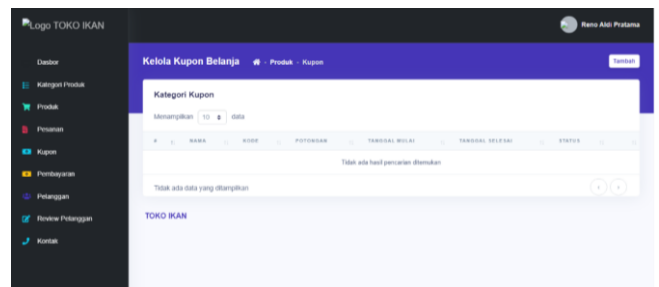 Logo TOKO IKAN
Reno Aldi Pratama
Dasbor
Kategori Produk
Produk
Pesanan
Kupon
Pembayaran
Pelanggan
Review Pelanggan
Kontak
Kelola Kupon Belanja - Produk - Kupon
Tambah
Kategori Kupon
Menampilkan 10 data
# NAMA KODE POTONGAN TANGGAL MULAI TANGGAL SELESAI STATUS
Tidak ada hasil pencarian ditemukan
Tidak ada data yang ditampilkan
TOKO IKAN